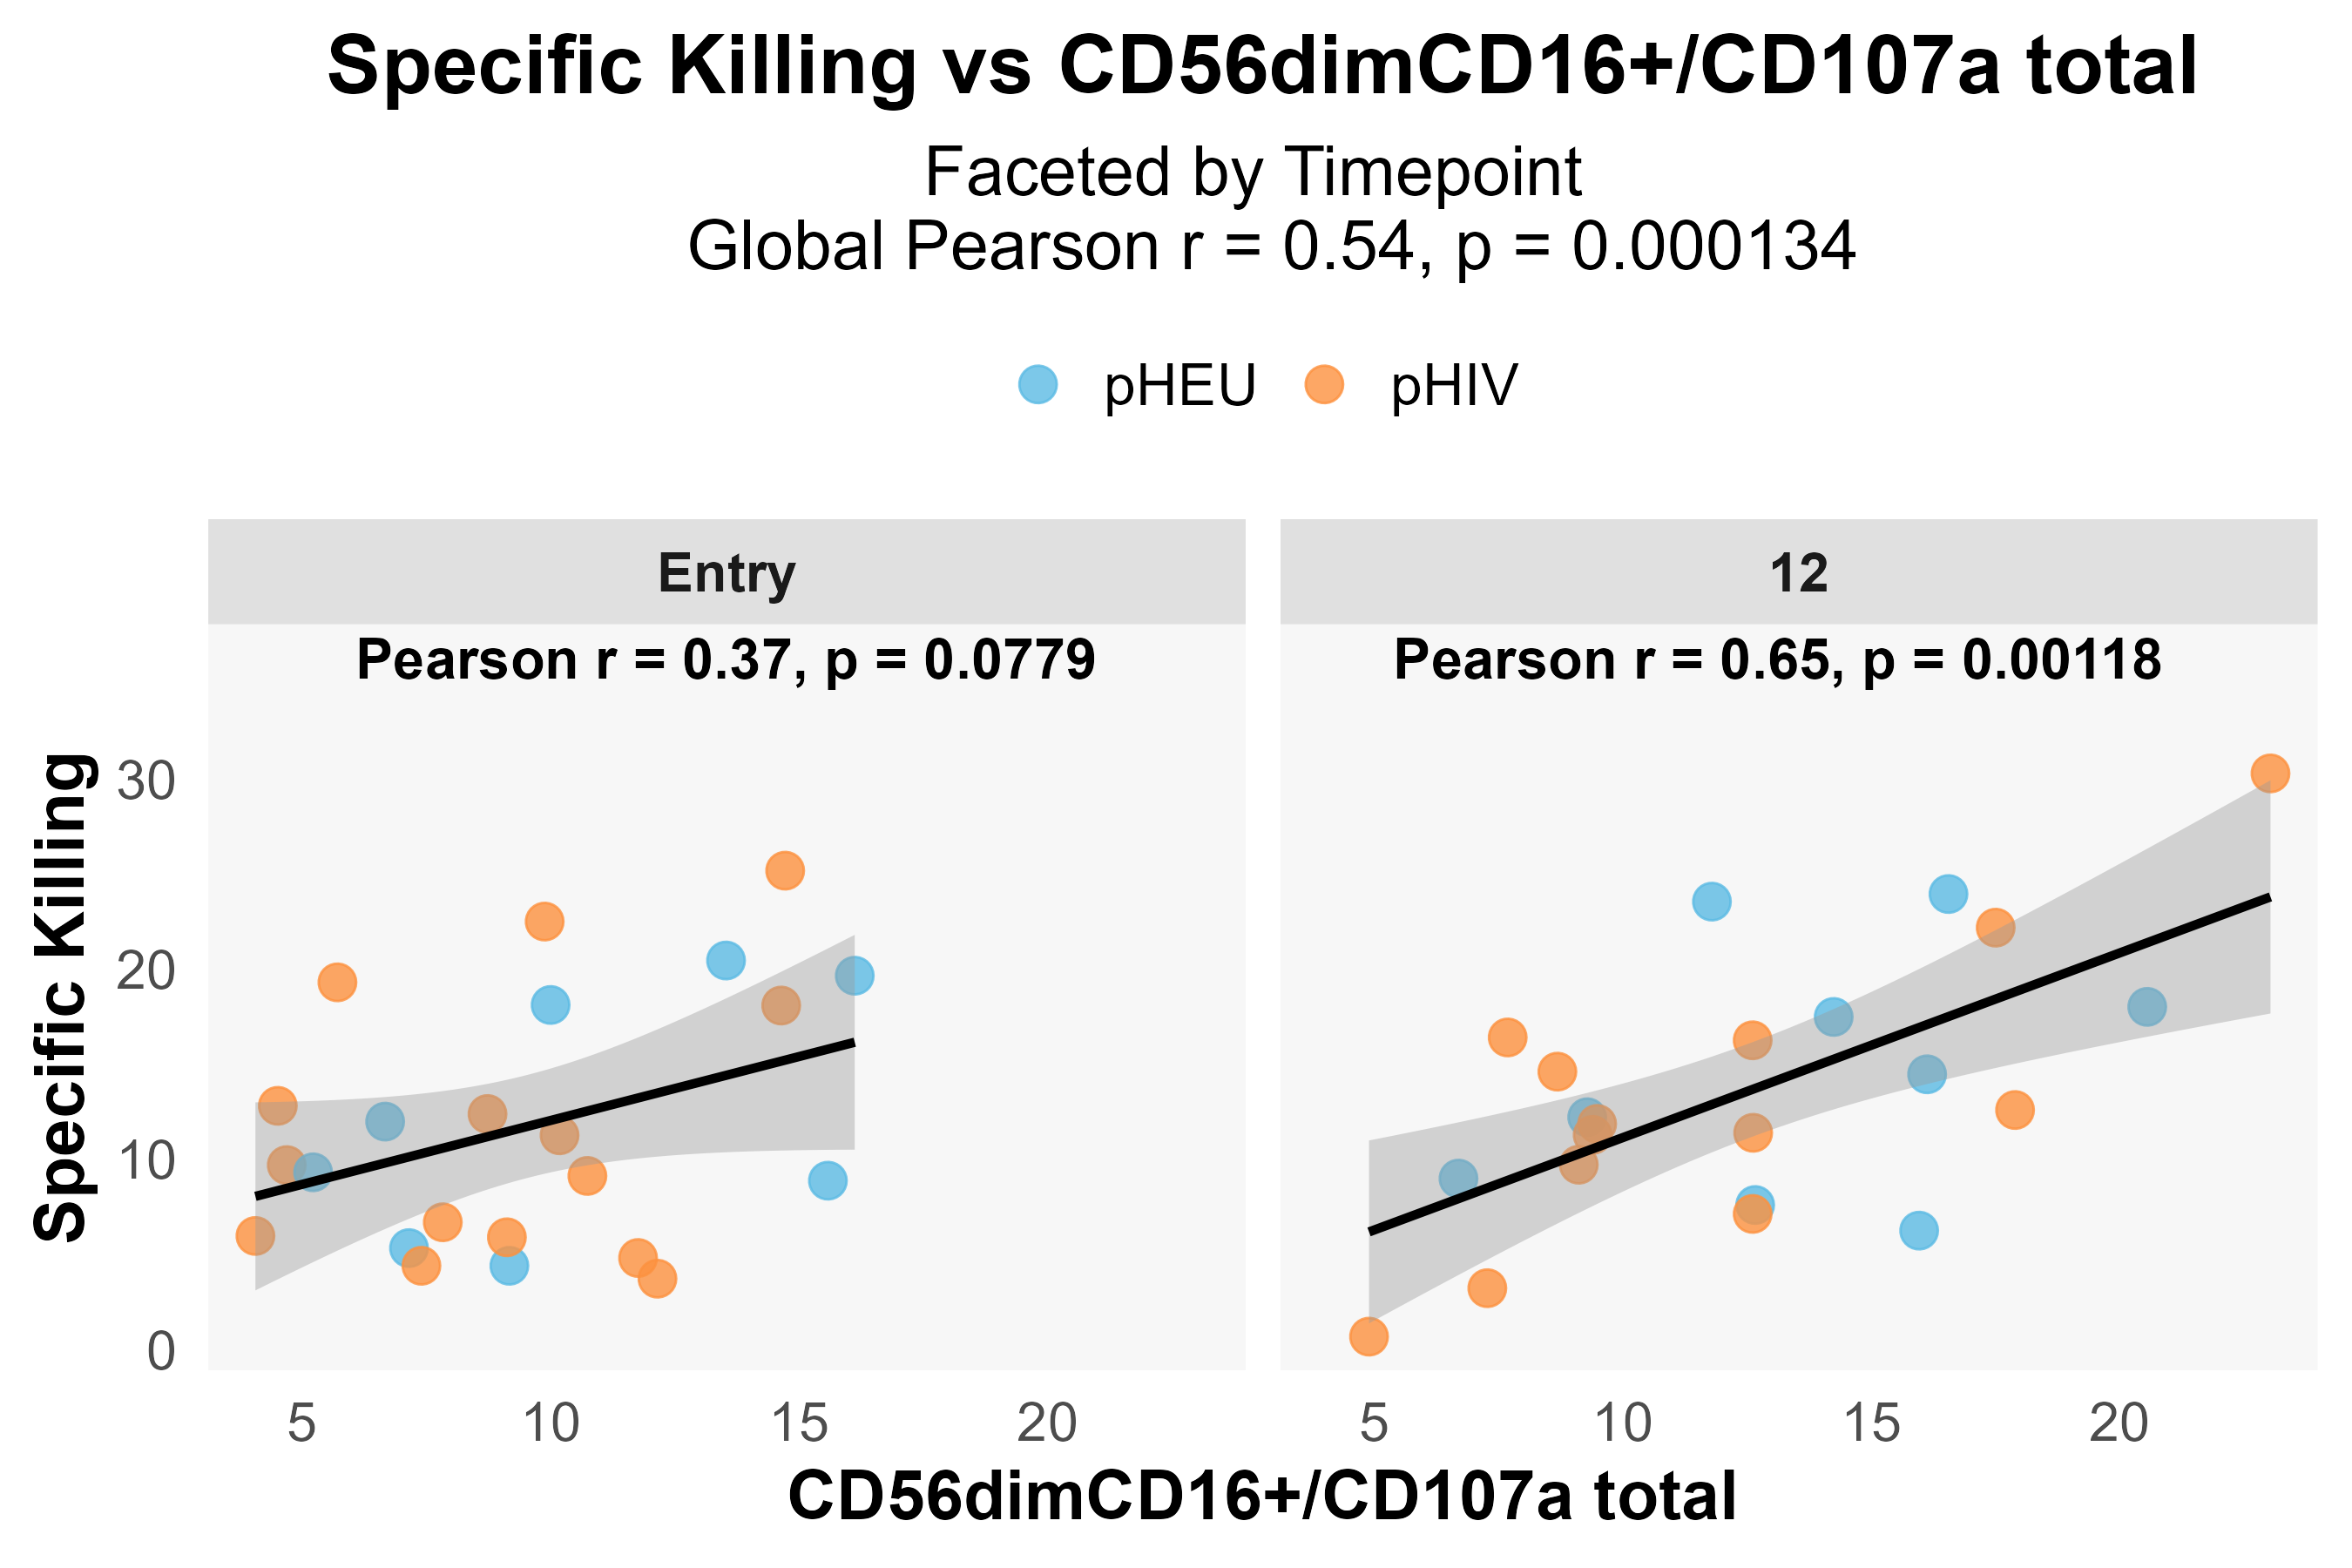 Specific Killing vs CD56dimCD16+/CD107a total
Faceted by Timepoint
Global Pearson r = 0.54, p = 0.000134
pHEU pHIV
Entry
12
Pearson r = 0.37, p = 0.0779
Pearson r = 0.65, p = 0.00118
Specific Killing
30
20
10
0
5 10 15 20
5 10 15 20
CD56dimCD16+/CD107a total